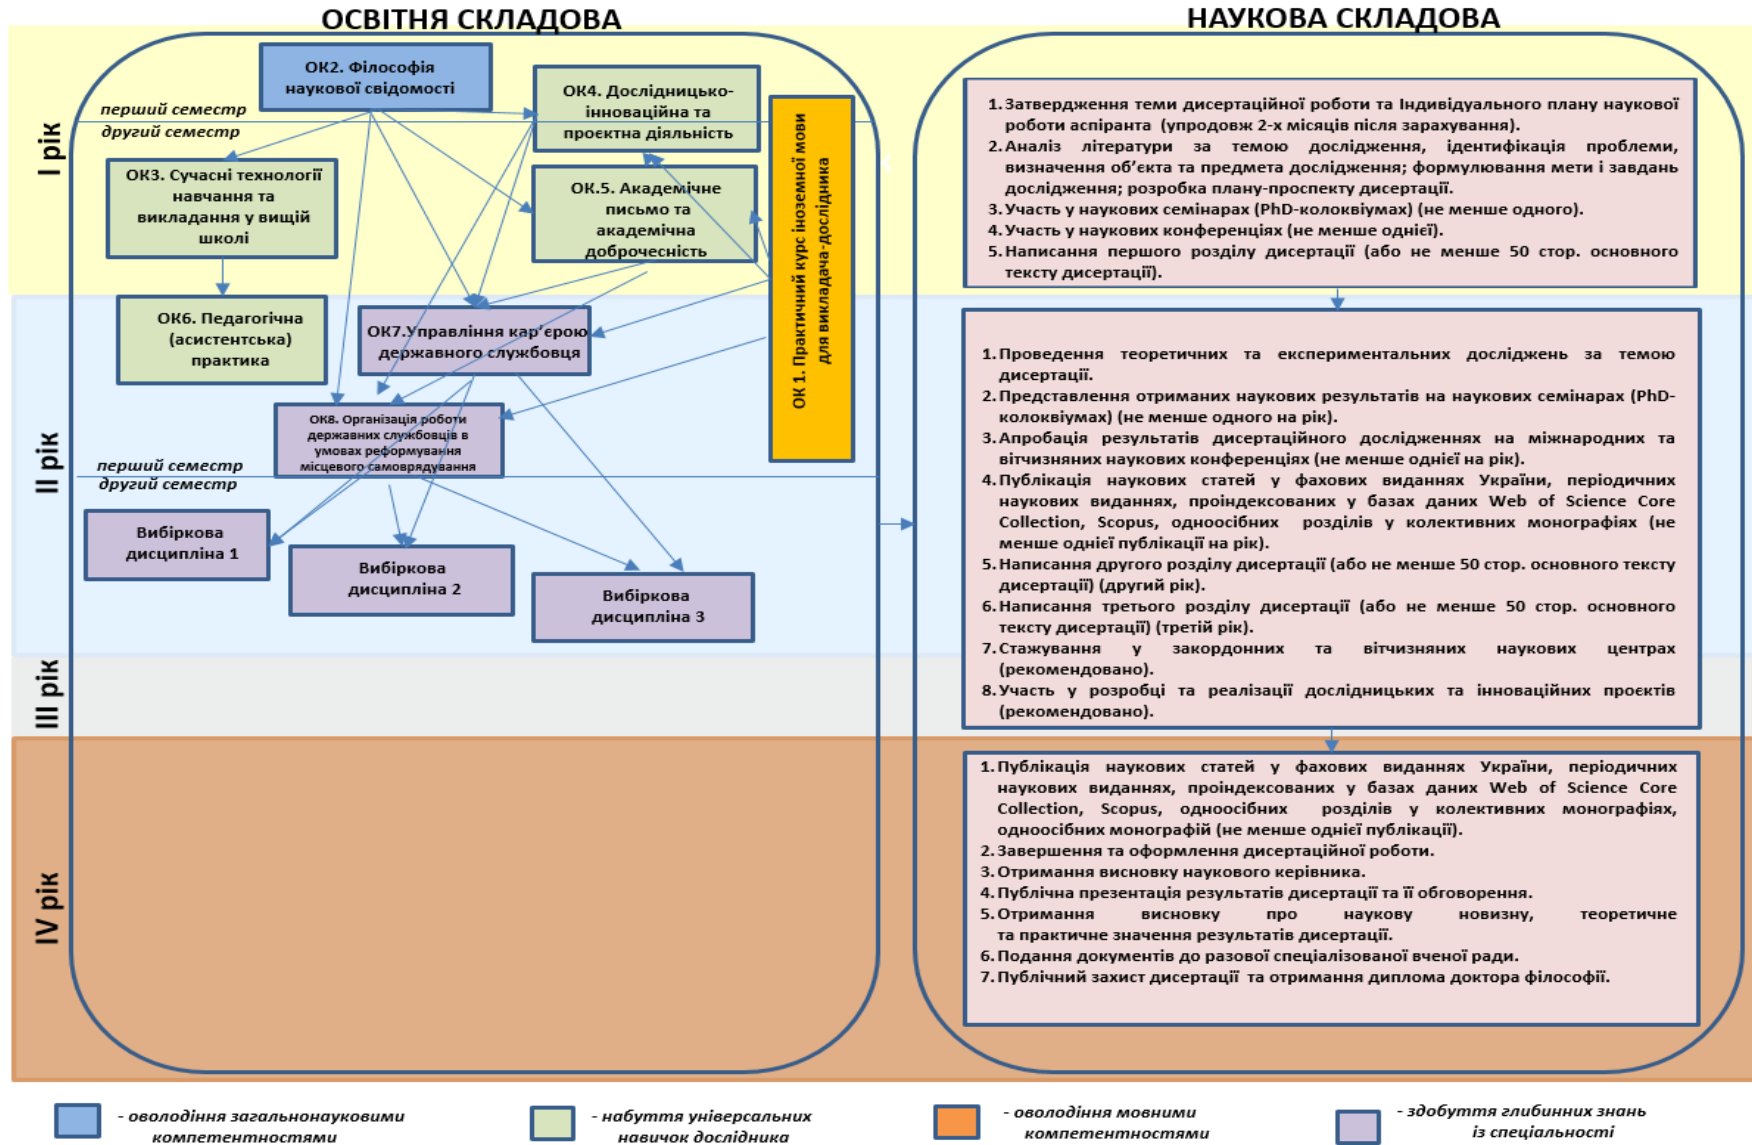 ОСВІТНЯ СКЛАДОВА
НАУКОВА СКЛАДОВА
І рік
перший семестр
другий семестр
ОК2. Філософія
наукової свідомості
ОК4. Дослідницько-
інноваційна та
проєктна діяльність
ОК3. Сучасні технології
навчання та
викладання у вищій
школі
ОК.5. Академічне
письмо та
академічна
доброчесність
ОК 1. Практичний курс іноземної мови
для викладача-дослідника
ОК6. Педагогічна
(асистентська)
практика
ОК7.Управління кар’єрою
державного службовця
ОК8. Організація роботи
державних службовців в
умовах реформування
місцевого самоврядування
ІІ рік
перший семестр
другий семестр
Вибіркова
дисципліна 1
Вибіркова
дисципліна 2
Вибіркова
дисципліна 3
ІІІ рік
IV рік
1. Затвердження теми дисертаційної роботи та Індивідуального плану наукової
роботи аспіранта (упродовж 2-х місяців після зарахування).
2. Аналіз літератури за темою дослідження, ідентифікація проблеми,
визначення об’єкта та предмета дослідження; формулювання мети і завдань
дослідження; розробка плану-проспекту дисертації.
3. Участь у наукових семінарах (PhD-колоквіумах) (не менше одного).
4. Участь у наукових конференціях (не менше однієї).
5. Написання першого розділу дисертації (або не менше 50 стор. основного
тексту дисертації).
1. Проведення теоретичних та експериментальних досліджень за темою
дисертації.
2. Представлення отриманих наукових результатів на наукових семінарах (PhD-
колоквіумах) (не менше одного на рік).
3. Апробація результатів дисертаційного дослідженнях на міжнародних та
вітчизняних наукових конференціях (не менше однієї на рік).
4. Публікація наукових статей у фахових виданнях України, періодичних
наукових виданнях, проіндексованих у базах даних Web of Science Core
Collection, Scopus, одноосібних розділів у колективних монографіях (не
менше однієї публікації на рік).
5. Написання другого розділу дисертації (або не менше 50 стор. основного тексту
дисертації) (другий рік).
6. Написання третього розділу дисертації (або не менше 50 стор. основного
тексту дисертації) (третій рік).
7. Стажування у закордонних та вітчизняних наукових центрах
(рекомендовано).
8. Участь у розробці та реалізації дослідницьких та інноваційних проєктів
(рекомендовано).
1. Публікація наукових статей у фахових виданнях України, періодичних
наукових виданнях, проіндексованих у базах даних Web of Science Core
Collection, Scopus, одноосібних розділів у колективних монографіях,
одноосібних монографій (не менше однієї публікації).
2. Завершення та оформлення дисертаційної роботи.
3. Отримання висновку наукового керівника.
4. Публічна презентація результатів дисертації та її обговорення.
5. Отримання висновку про наукову новизну, теоретичне
та практичне значення результатів дисертації.
6. Подання документів до разової спеціалізованої вченої ради.
7. Публічний захист дисертації та отримання диплома доктора філософії.
- оволодіння загальнонауковими
компетентностями
- набуття універсальних
навичок дослідника
- оволодіння мовними
компетентностями
- здобуття глибинних знань
із спеціальності